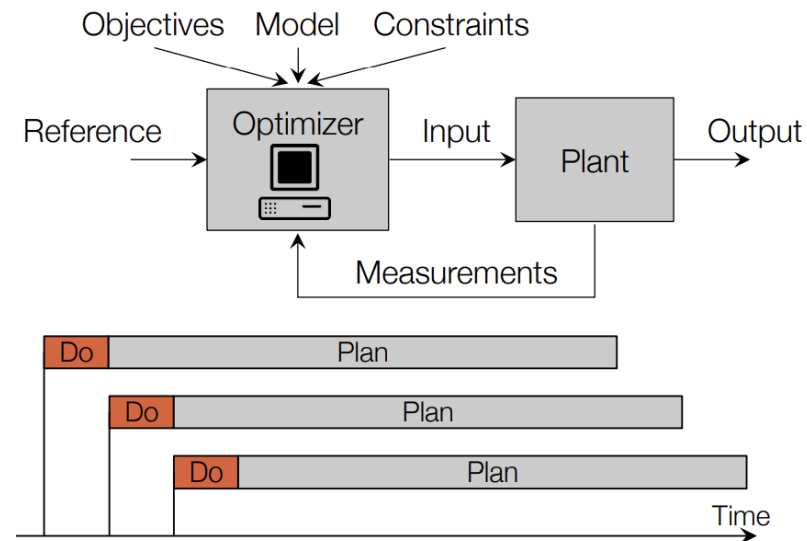 Objectives Model Constraints
Reference Optimizer Input Plant Output
Measurements
Do Plan
Do Plan
Do Plan
Time